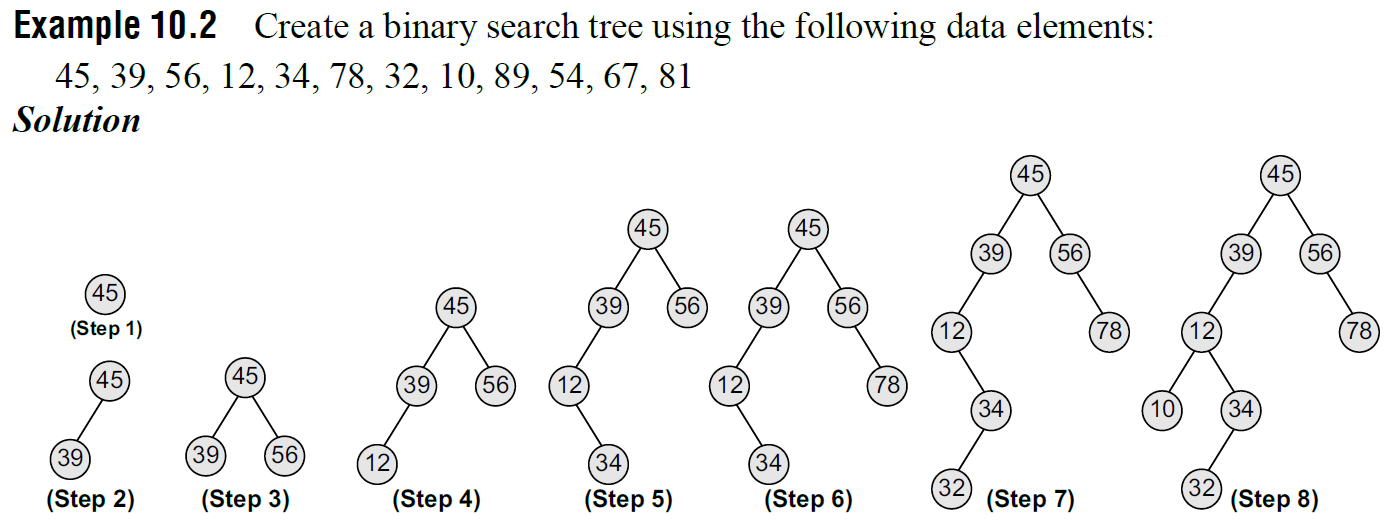 Example 10.2 Create a binary search tree using the following data elements:
45, 39, 56, 12, 34, 78, 32, 10, 89, 54, 67, 81
Solution
45
(Step 1)
45
39
(Step 2)
45
39 56
(Step 3)
45
39 56
12
(Step 4)
45
39 56
12
34
(Step 5)
45
39 56
12 78
34
(Step 6)
45
39 56
12 78
34
32
(Step 7)
45
39 56
12 78
10 34
32
(Step 8)